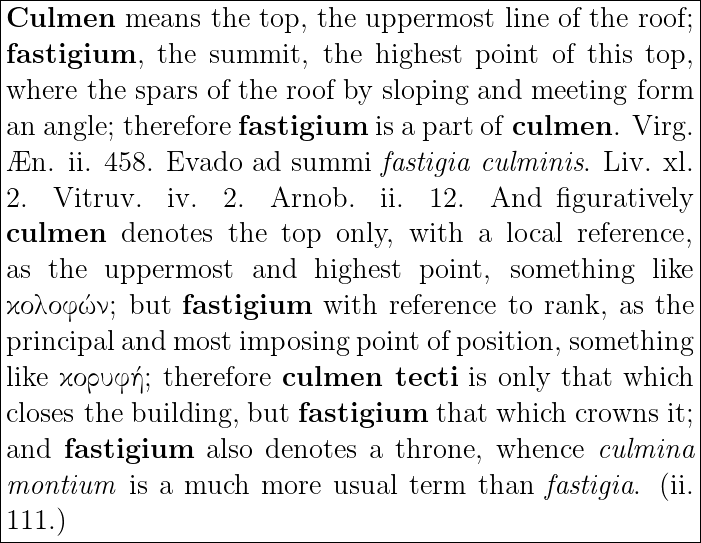 Culmen means the top, the uppermost line of the roof;
fastigium, the summit, the highest point of this top,
where the spars of the roof by sloping and meeting form
an angle; therefore fastigium is a part of culmen. Virg.
Æn. ii. 458. Evado ad summi fastigia culminis. Liv. xl.
2. Vitruv. iv. 2. Arnob. ii. 12. And figuratively
culmen denotes the top only, with a local reference,
as the uppermost and highest point, something like
κολοφών; but fastigium with reference to rank, as the
principal and most imposing point of position, something
like κορυφή; therefore culmen tecti is only that which
closes the building, but fastigium that which crowns it;
and fastigium also denotes a throne, whence culmina
montium is a much more usual term than fastigia. (ii.
111.)